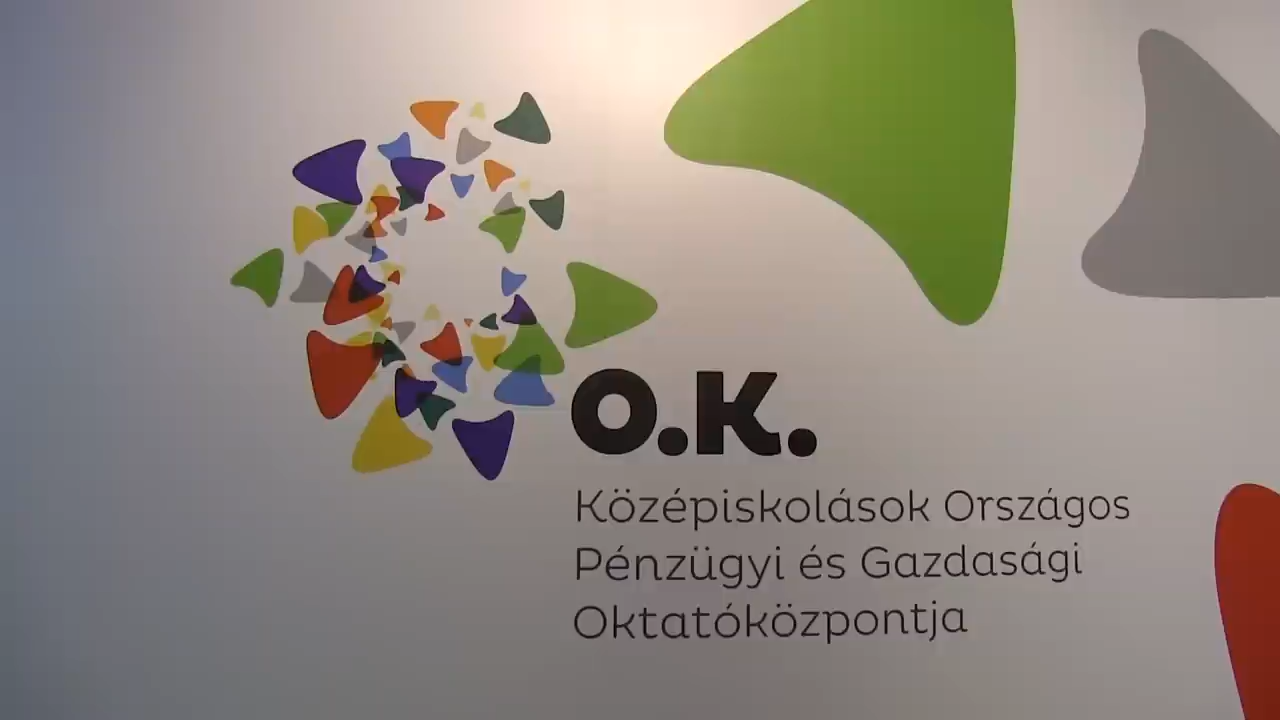 O.K.
Középiskolások Országos
Pénzügyi és Gazdasági
Oktatóközpontja